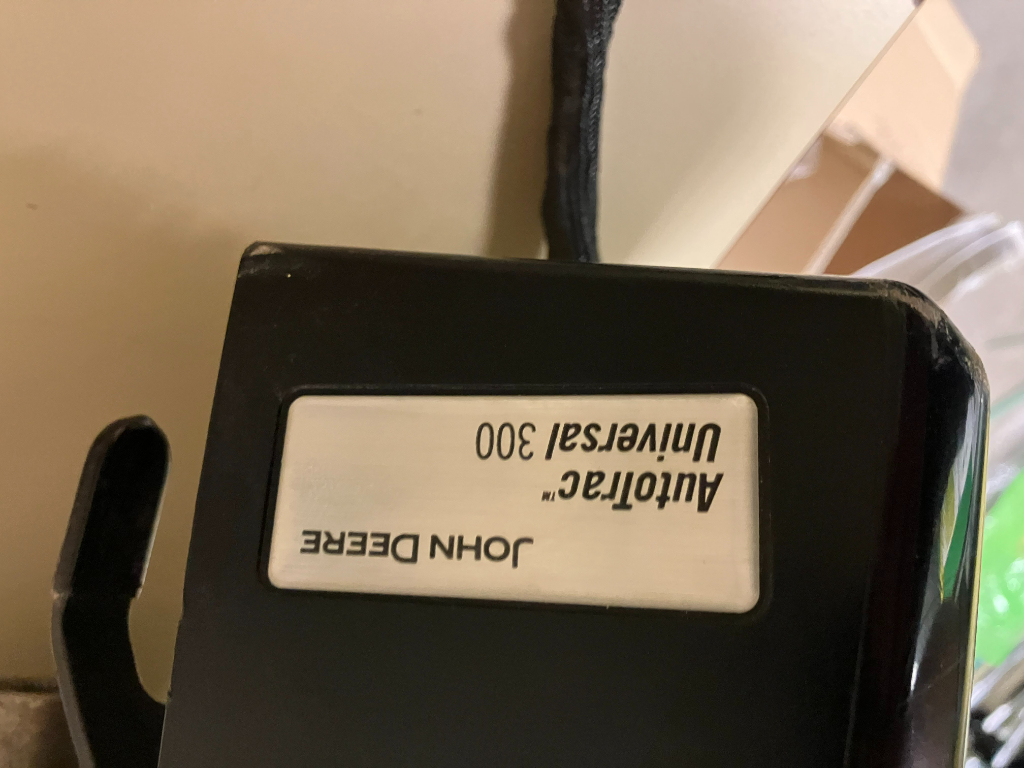 AutoTrac™
Universal 300
JOHN DEERE